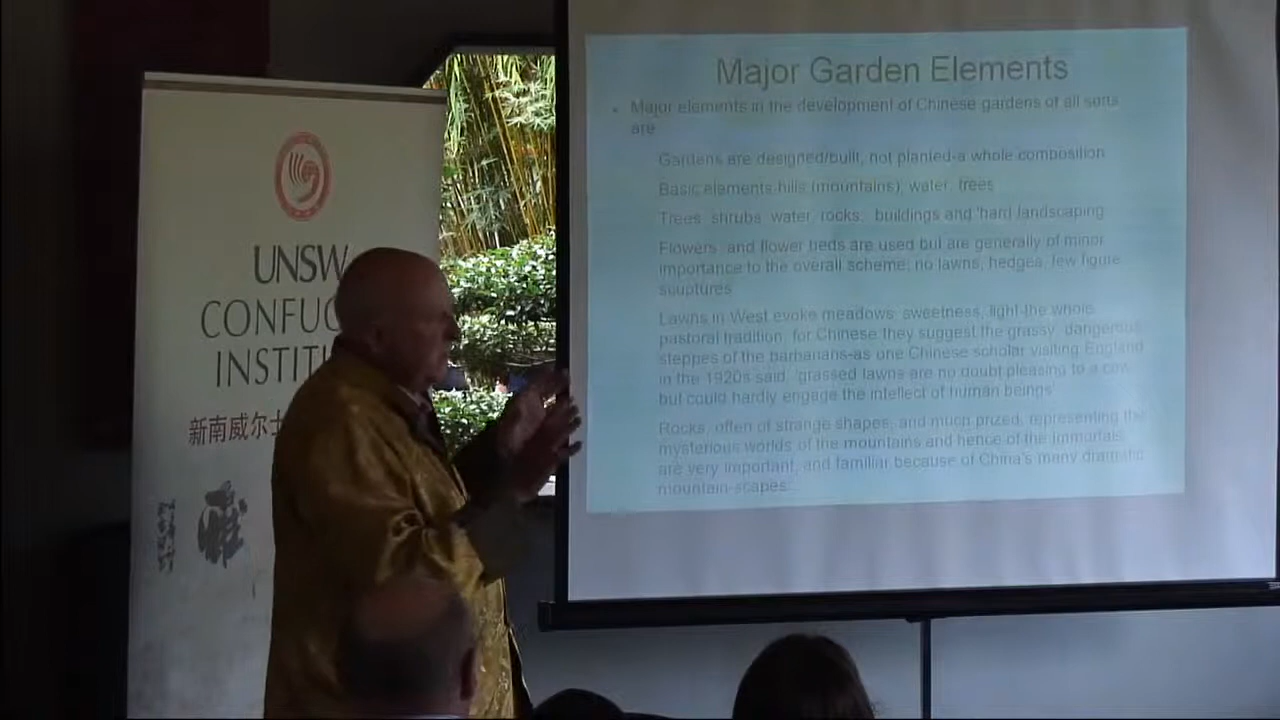 UNSW
CONFUC
INSTIT
新南威尔士
Major Garden Elements
• Major elements in the development of Chinese gardens of all sorts
are
Gardens are designed/built, not planted-a whole composition
Basic elements-hills (mountains), water, trees
Trees, shrubs, water, rocks, buildings and 'hard landscaping
Flowers and flower beds are used but are generally of minor
importance to the overall scheme; no lawns, hedges, few figure
scuptures
Lawns in West evoke meadows, sweetness, light-the whole
pastoral tradition; for Chinese they suggest the grassy, dangerous
steppes of the barbarians-as one Chinese scholar visiting England
in the 1920s said, 'grassed lawns are no doubt pleasing to a cow,
but could hardly engage the intellect of human beings'
Rocks, often of strange shapes, and much prized, representing the
mysterious worlds of the mountains and hence of the immortals
are very important, and familiar because of China's many dramatic
mountain-scapes